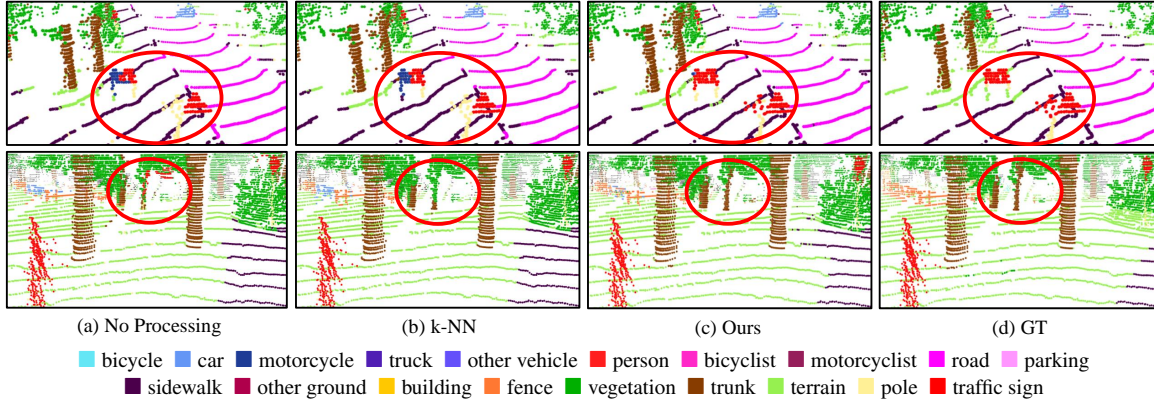 (a) No Processing (b) k-NN (c) Ours (d) GT
bicycle car motorcycle truck other vehicle person bicyclist motorcyclist road parking
sidewalk other ground building fence vegetation trunk terrain pole traffic sign